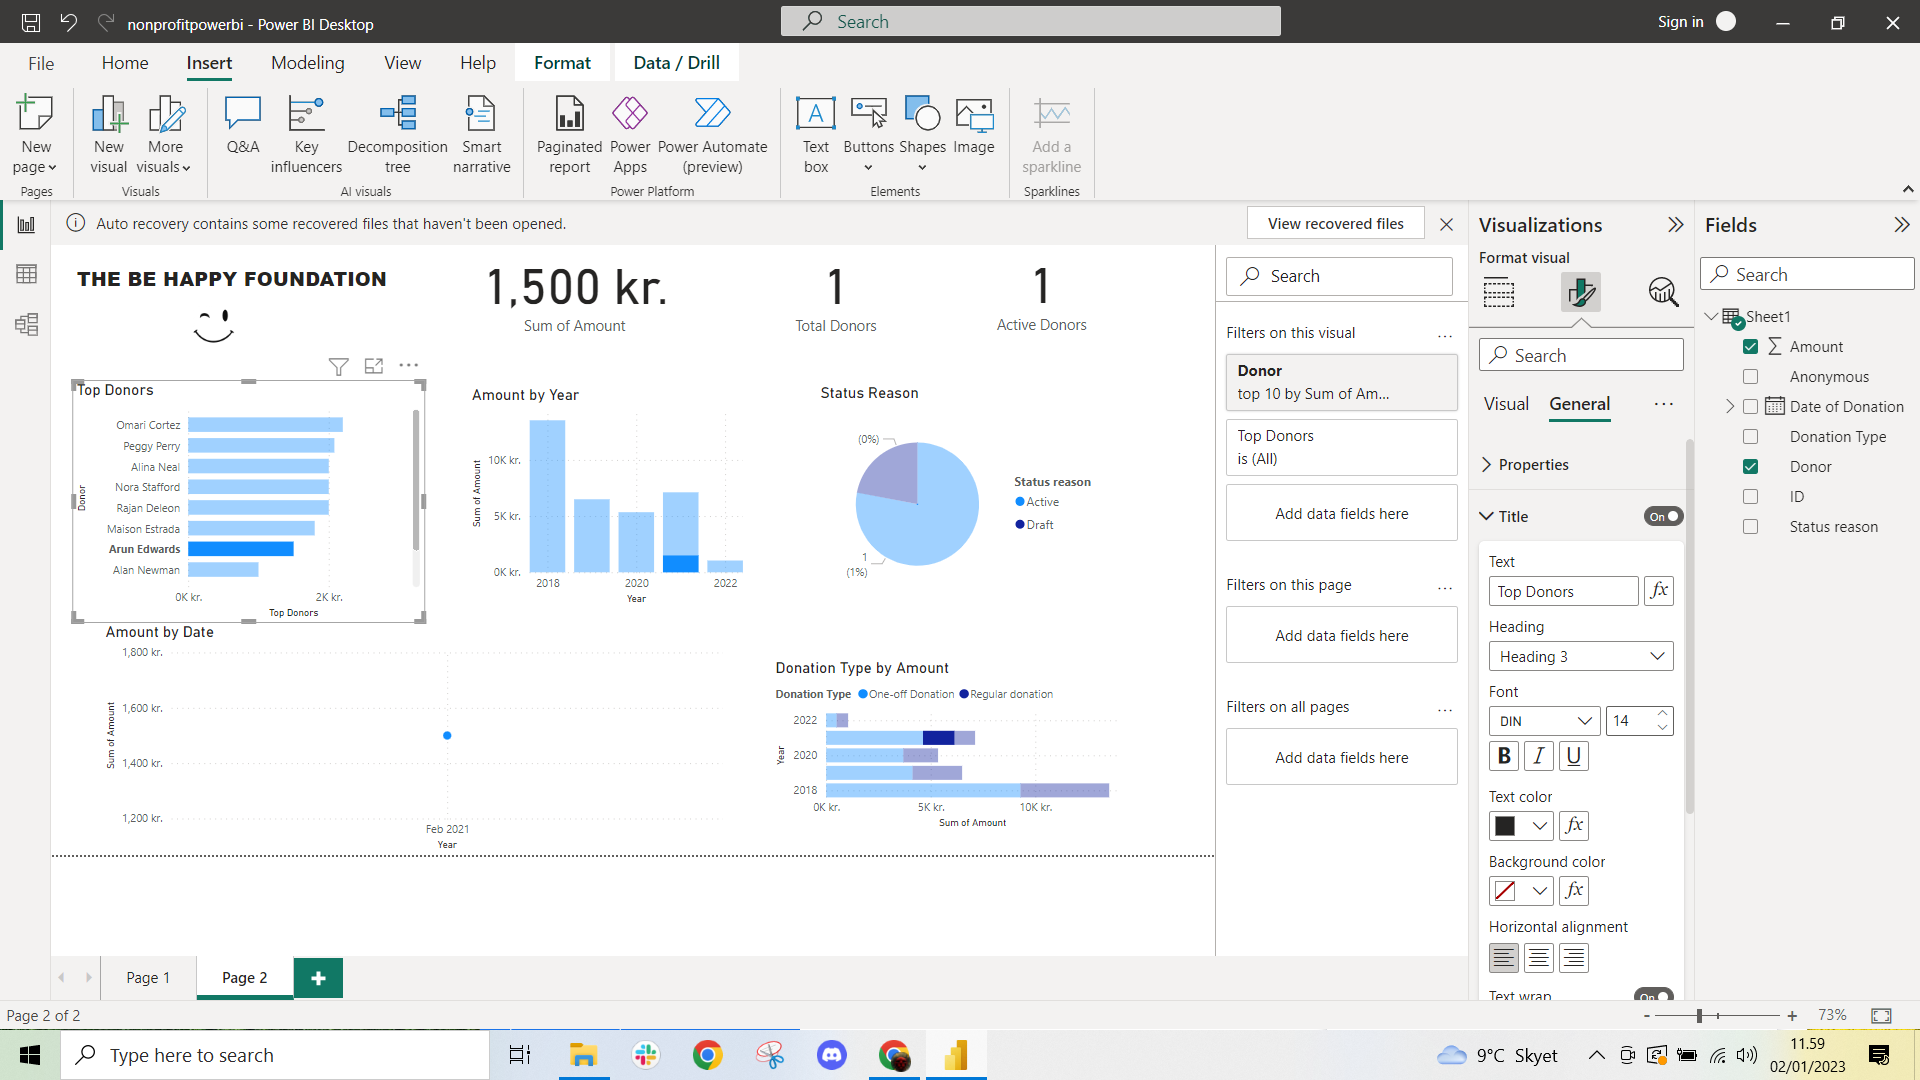 nonprofitpowerbi - Power BI Desktop
Search
Sign in
File Home Insert Modeling View Help Format Data / Drill
New page
New visual
More visuals
Q&A
Key influencers
Decomposition tree
Smart narrative
Paginated report
Power Apps
Power Automate (preview)
Text box
Buttons
Shapes
Image
Add a sparkline
Pages
Visuals
AI visuals
Power Platform
Elements
Sparklines
Auto recovery contains some recovered files that haven't been opened.
View recovered files
THE BE HAPPY FOUNDATION
1,500 kr.
Sum of Amount
1
Total Donors
1
Active Donors
Top Donors
Donor
Omari Cortez
Peggy Perry
Alina Neal
Nora Stafford
Rajan Deleon
Maison Estrada
Arun Edwards
Alan Newman
0K kr. 2K kr.
Top Donors
Amount by Year
Sum of Amount
10K kr.
5K kr.
0K kr.
2018 2020 2022
Year
Status Reason
(0%)
1
(1%)
Status reason
Active
Draft
Amount by Date
Sum of Amount
1,800 kr.
1,600 kr.
1,400 kr.
1,200 kr.
Feb 2021
Year
Donation Type by Amount
Donation Type One-off Donation Regular donation
Year
2022
2020
2018
0K kr. 5K kr. 10K kr.
Sum of Amount
Search
Filters on this visual
...
Donor
top 10 by Sum of Am...
Top Donors
is (All)
Add data fields here
Filters on this page
...
Add data fields here
Filters on all pages
...
Add data fields here
Visualizations
Format visual
Search
Visual General ...
Properties
Title On
Text
Top Donors fx
Heading
Heading 3
Font
DIN 14
B I U
Text color
fx
Background color
fx
Horizontal alignment
Text wrap On
Fields
Search
Sheet1
Amount
Anonymous
Date of Donation
Donation Type
Donor
ID
Status reason
Page 1 Page 2 +
Page 2 of 2
- + 73%
Type here to search
9°C Skyet
11.59
02/01/2023